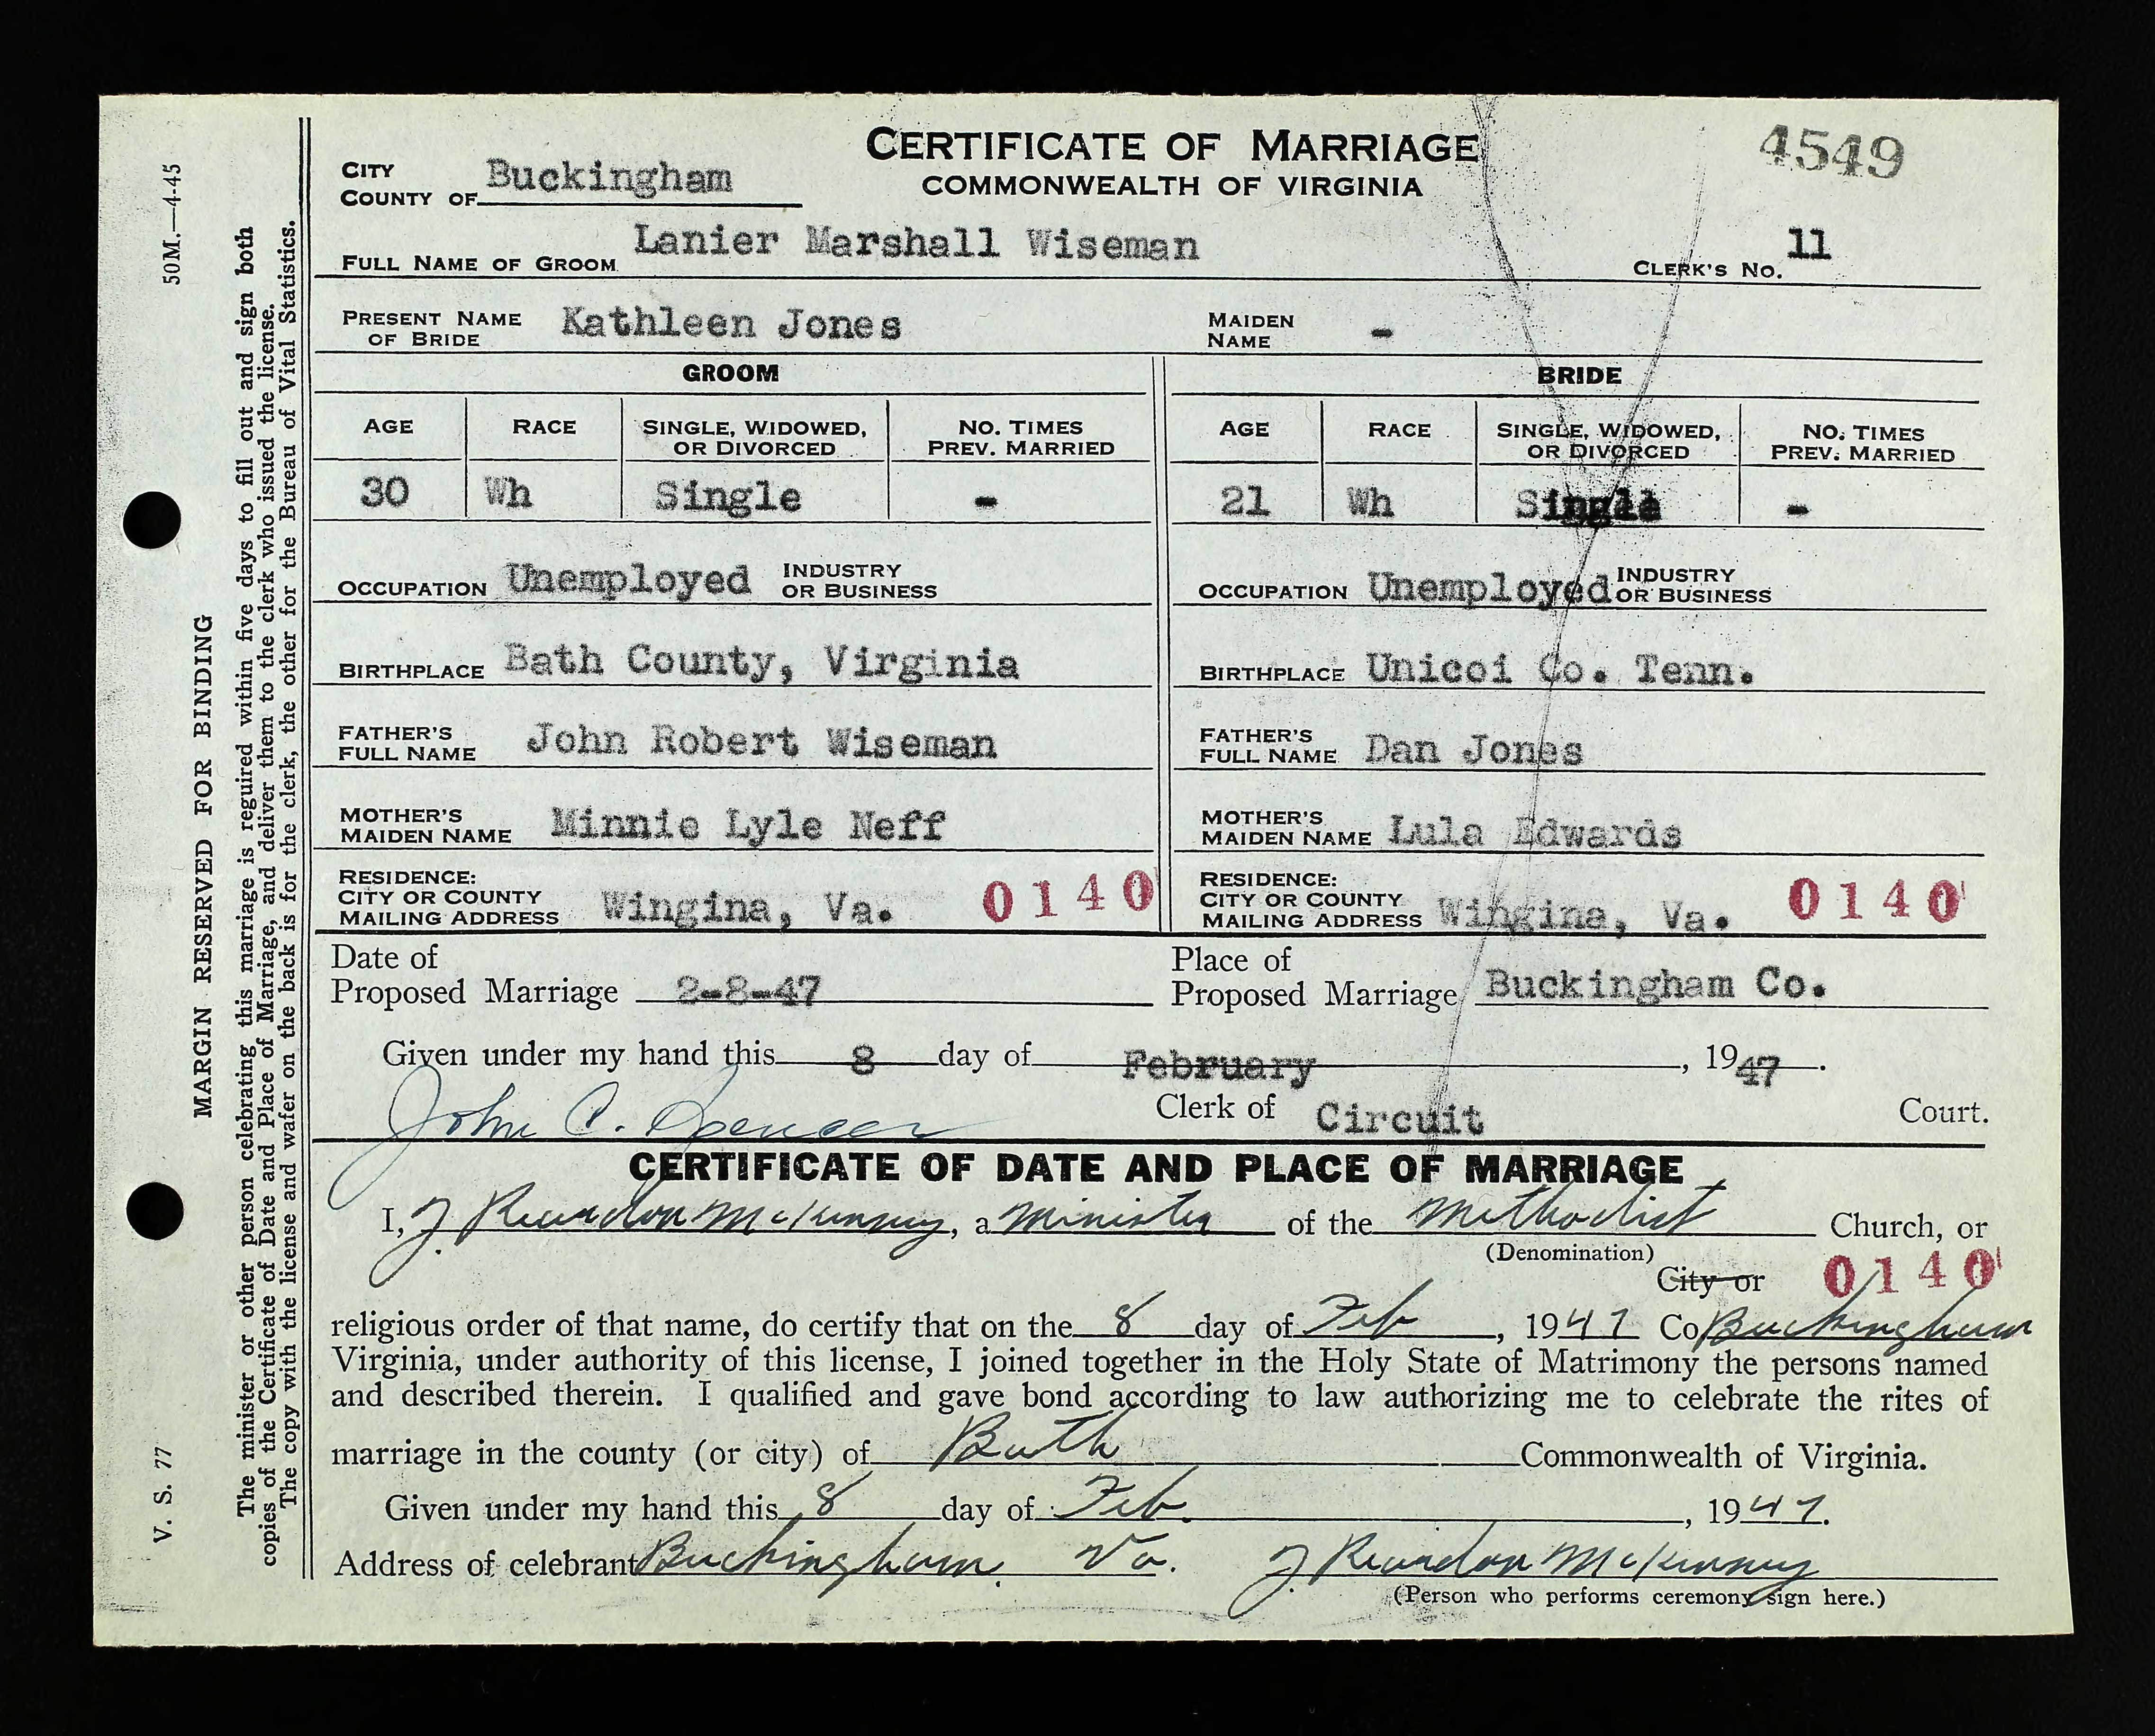 CERTIFICATE OF MARRIAGE
COMMONWEALTH OF VIRGINIA
4549
CITY
COUNTY OF Buckingham
FULL NAME OF GROOM Lanier Marshall Wiseman CLERK'S NO. 11
PRESENT NAME OF BRIDE Kathleen Jones MAIDEN NAME -
GROOM BRIDE
AGE RACE SINGLE, WIDOWED, OR DIVORCED NO. TIMES PREV. MARRIED AGE RACE SINGLE, WIDOWED, OR DIVORCED NO. TIMES PREV. MARRIED
30 Wh Single - 21 Wh Single -
OCCUPATION Unemployed INDUSTRY OR BUSINESS OCCUPATION Unemployed INDUSTRY OR BUSINESS
BIRTHPLACE Bath County, Virginia BIRTHPLACE Unicoi Co. Tenn.
FATHER'S FULL NAME John Robert Wiseman FATHER'S FULL NAME Dan Jones
MOTHER'S MAIDEN NAME Minnie Lyle Neff MOTHER'S MAIDEN NAME Lula Edwards
RESIDENCE: CITY OR COUNTY MAILING ADDRESS Wingina, Va. 0140 RESIDENCE: CITY OR COUNTY MAILING ADDRESS Wingina, Va. 0140
Date of Proposed Marriage 2-8-47 Place of Proposed Marriage Buckingham Co.
Given under my hand this 8 day of February, 1947.
John C. Spencer Clerk of Circuit Court.
CERTIFICATE OF DATE AND PLACE OF MARRIAGE
I, J. McKinney, a Minister of the Methodist Church, or
(Denomination)
City or 0140
religious order of that name, do certify that on the 8 day of Feb, 1947 Co Buckingham
Virginia, under authority of this license, I joined together in the Holy State of Matrimony the persons named
and described therein. I qualified and gave bond according to law authorizing me to celebrate the rites of
marriage in the county (or city) of Bath Commonwealth of Virginia.
Given under my hand this 8 day of Feb., 1947.
Address of celebrant Buckingham, Va. J. McKinney
(Person who performs ceremony sign here.)
50M.—4-45
MARGIN RESERVED FOR BINDING
V. S. 77
The minister or other person celebrating this marriage is required within five days to fill out and sign both
copies of the Certificate of Date and Place of Marriage, and deliver them to the clerk who issued the license.
The copy with the license and wafer on the back is for the clerk, the other for the Bureau of Vital Statistics.